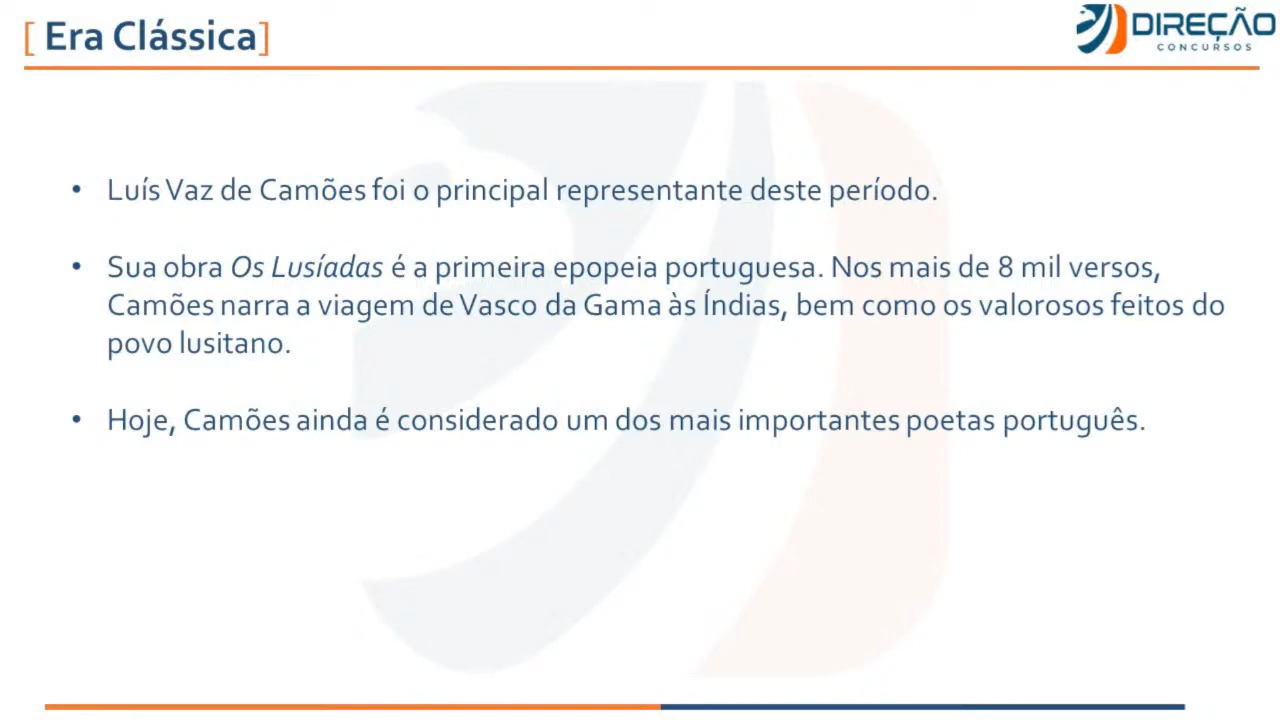 [ Era Clássica]
DIREÇÃO
CONCURSOS
• Luís Vaz de Camões foi o principal representante deste período.
• Sua obra Os Lusíadas é a primeira epopeia portuguesa. Nos mais de 8 mil versos,
Camões narra a viagem de Vasco da Gama às Índias, bem como os valorosos feitos do
povo lusitano.
• Hoje, Camões ainda é considerado um dos mais importantes poetas português.